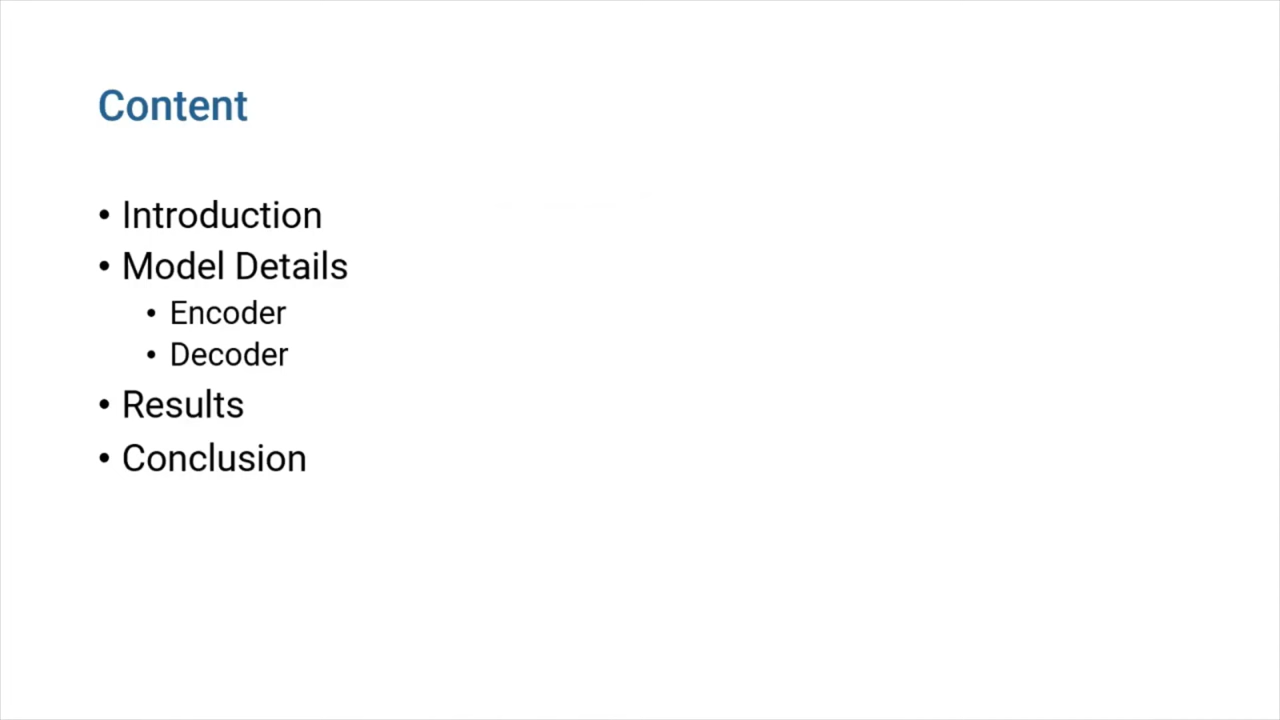 Content
• Introduction
• Model Details
• Encoder
• Decoder
• Results
• Conclusion